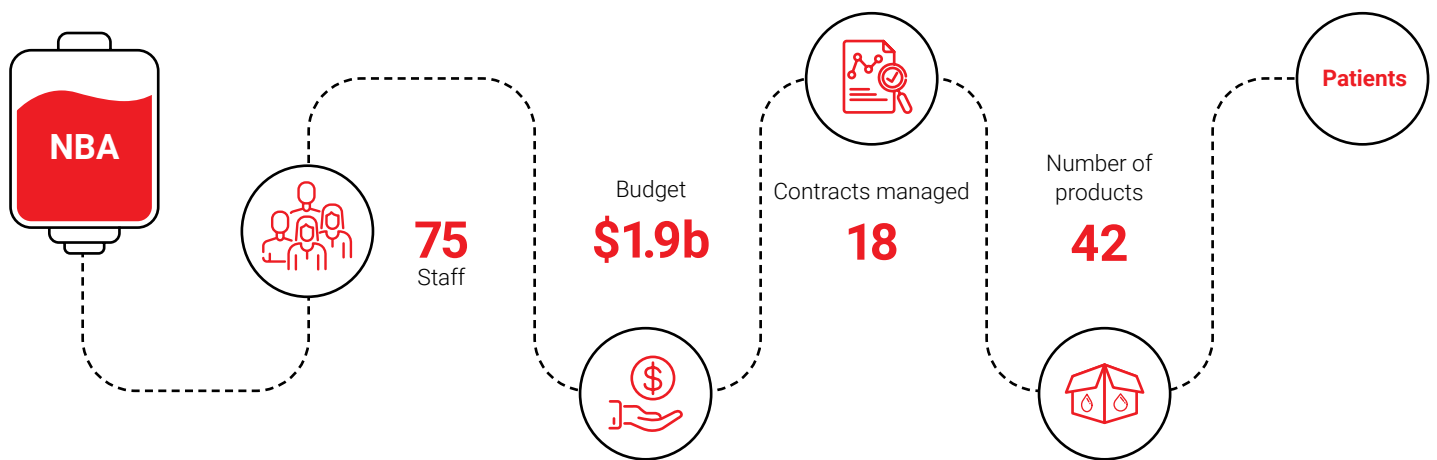 NBA
75
Staff
Budget
$1.9b
Contracts managed
18
Number of
products
42
Patients